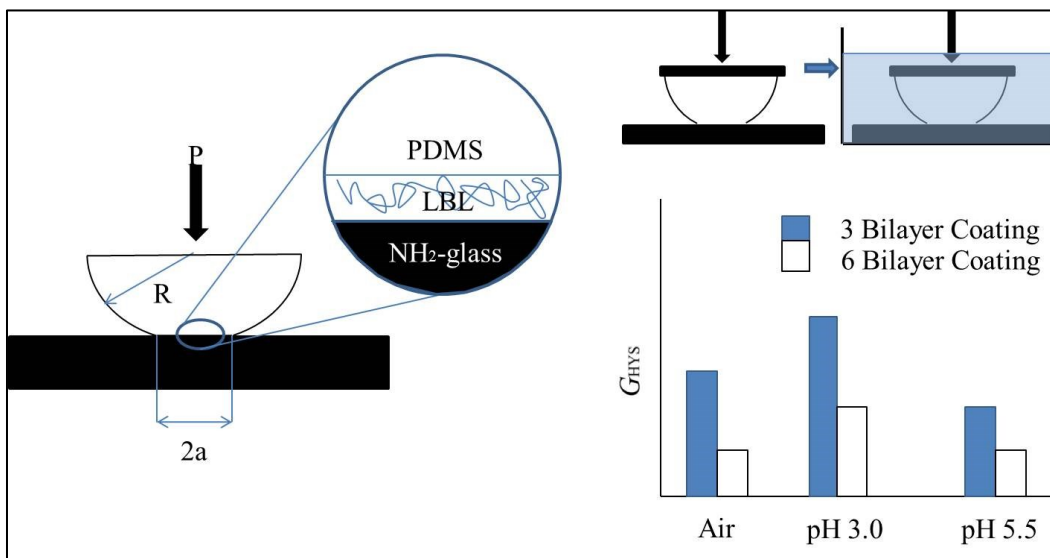 P
R
2a
PDMS
LBL
NH₂-glass
3 Bilayer Coating
6 Bilayer Coating
GHYS
Air pH 3.0 pH 5.5